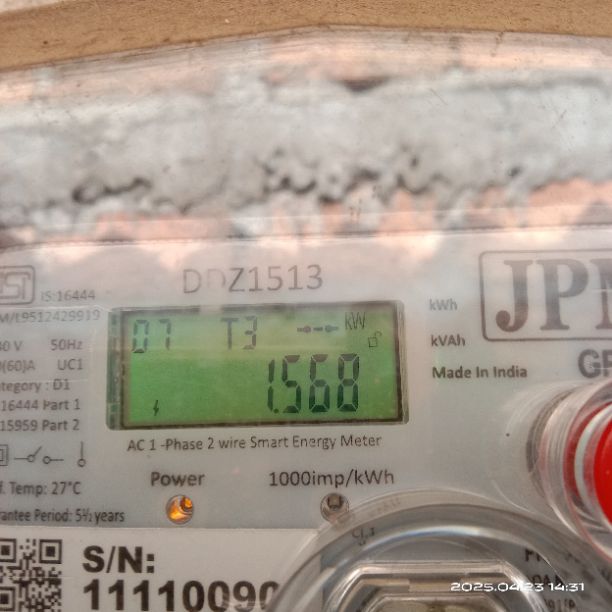 DDZ1513
IS:16444
JPM
M/L9512429919
kWh
07 T3 kW
50Hz
kVAh
(60)A UC1
1.568
Made In India
GR
ategory : D1
16444 Part 1
15959 Part 2
AC 1 -Phase 2 wire Smart Energy Meter
Power
1000imp/kWh
f. Temp: 27°C
rantee Period: 5½ years
S/N:
11110090
2025.04.23 14:31